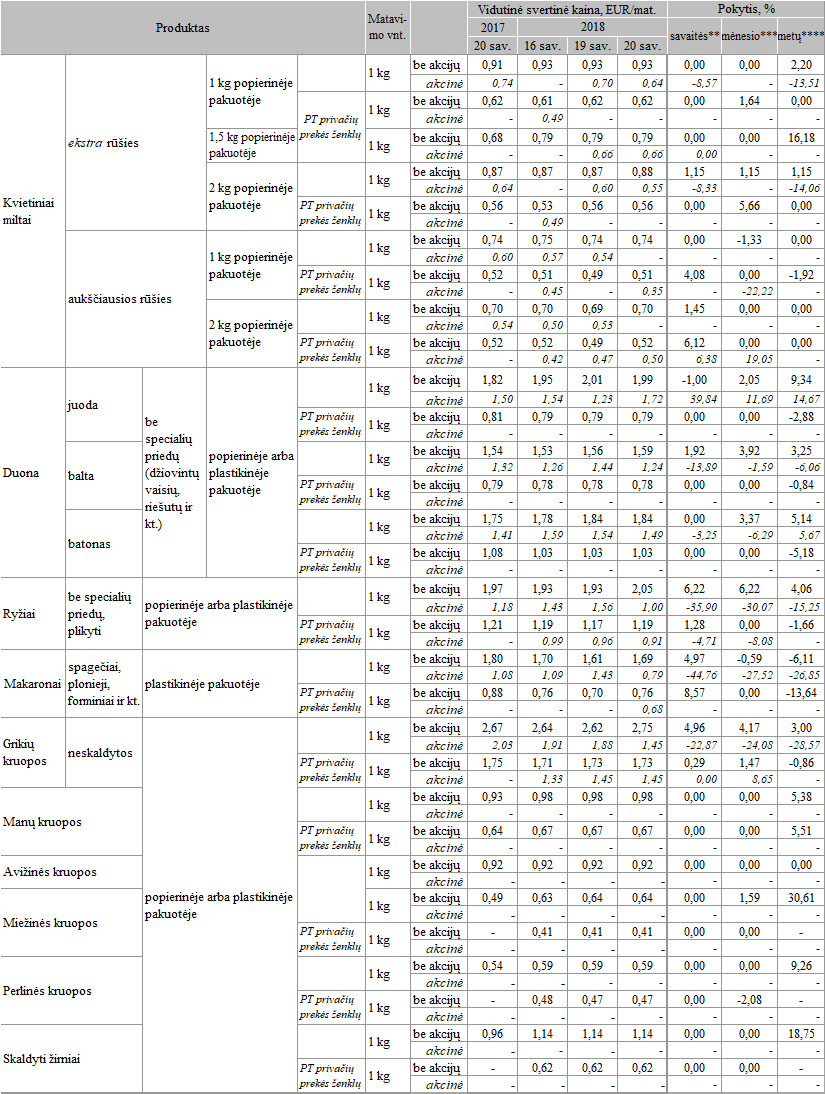 Produktas
Matavi-
mo vnt.
Vidutinė svertinė kaina, EUR/mat.
Pokytis, %
2017
2018
savaitės**
mėnesio***
metų****
20 sav.
16 sav.
19 sav.
20 sav.
Kvietiniai
miltai
ekstra rūšies
1 kg popierinėje
pakuotėje
1 kg
be akcijų 0,91 0,93 0,93 0,93 0,00 0,00 2,20
akcinė 0,74 - 0,70 0,64 -8,57 - -13,51
PT privačių
prekės ženklų
1 kg
be akcijų 0,62 0,61 0,62 0,62 0,00 1,64 0,00
akcinė - 0,49 - - - - -
1,5 kg popierinėje
pakuotėje
1 kg
be akcijų 0,68 0,79 0,79 0,79 0,00 0,00 16,18
akcinė - - 0,66 0,66 0,00 - -
2 kg popierinėje
pakuotėje
1 kg
be akcijų 0,87 0,87 0,87 0,88 1,15 1,15 1,15
akcinė 0,64 - 0,60 0,55 -8,33 - -14,06
PT privačių
prekės ženklų
1 kg
be akcijų 0,56 0,53 0,56 0,56 0,00 5,66 0,00
akcinė - 0,49 - - - - -
aukščiausios rūšies
1 kg popierinėje
pakuotėje
1 kg
be akcijų 0,74 0,75 0,74 0,74 0,00 -1,33 0,00
akcinė 0,60 0,57 0,54 - - - -
PT privačių
prekės ženklų
1 kg
be akcijų 0,52 0,51 0,49 0,51 4,08 0,00 -1,92
akcinė - 0,45 - 0,35 - -22,22 -
2 kg popierinėje
pakuotėje
1 kg
be akcijų 0,70 0,70 0,69 0,70 1,45 0,00 0,00
akcinė 0,54 0,50 0,53 - - - -
PT privačių
prekės ženklų
1 kg
be akcijų 0,52 0,52 0,49 0,52 6,12 0,00 0,00
akcinė - 0,42 0,47 0,50 6,38 19,05 -
Duona
juoda
be
specialių
priedų
(džiovintų
vaisių,
riešutų ir
kt.)
popierinėje arba
plastikinėje
pakuotėje
1 kg
be akcijų 1,82 1,95 2,01 1,99 -1,00 2,05 9,34
akcinė 1,50 1,54 1,23 1,72 39,84 11,69 14,67
PT privačių
prekės ženklų
1 kg
be akcijų 0,81 0,79 0,79 0,79 0,00 0,00 -2,88
akcinė - - - - - - -
balta
1 kg
be akcijų 1,54 1,53 1,56 1,59 1,92 3,92 3,25
akcinė 1,32 1,26 1,44 1,24 -13,89 -1,59 -6,06
PT privačių
prekės ženklų
1 kg
be akcijų 0,79 0,78 0,78 0,78 0,00 0,00 -0,84
akcinė - - - - - - -
batonas
1 kg
be akcijų 1,75 1,78 1,84 1,84 0,00 3,37 5,14
akcinė 1,41 1,59 1,54 1,49 -3,25 -6,29 5,67
PT privačių
prekės ženklų
1 kg
be akcijų 1,08 1,03 1,03 1,03 0,00 0,00 -5,18
akcinė - - - - - - -
Ryžiai
be specialių
priedų,
plikyti
popierinėje arba plastikinėje
pakuotėje
1 kg
be akcijų 1,97 1,93 1,93 2,05 6,22 6,22 4,06
akcinė 1,18 1,43 1,56 1,00 -35,90 -30,07 -15,25
PT privačių
prekės ženklų
1 kg
be akcijų 1,21 1,19 1,17 1,19 1,28 0,00 -1,66
akcinė - 0,99 0,96 0,91 -4,71 -8,08 -
Makaronai
spagečiai,
plonieji,
forminiai ir kt.
plastikinėje pakuotėje
1 kg
be akcijų 1,80 1,70 1,61 1,69 4,97 -0,59 -6,11
akcinė 1,08 1,09 1,43 0,79 -44,76 -27,52 -26,85
PT privačių
prekės ženklų
1 kg
be akcijų 0,88 0,76 0,70 0,76 8,57 0,00 -13,64
akcinė - - - 0,68 - - -
Grikių
kruopos
neskaldytos
popierinėje arba plastikinėje
pakuotėje
1 kg
be akcijų 2,67 2,64 2,62 2,75 4,96 4,17 3,00
akcinė 2,03 1,91 1,88 1,45 -22,87 -24,08 -28,57
PT privačių
prekės ženklų
1 kg
be akcijų 1,75 1,71 1,73 1,73 0,29 1,47 -0,86
akcinė - 1,33 1,45 1,45 0,00 8,65 -
Manų kruopos
1 kg
be akcijų 0,93 0,98 0,98 0,98 0,00 0,00 5,38
akcinė - - - - - - -
PT privačių
prekės ženklų
1 kg
be akcijų 0,64 0,67 0,67 0,67 0,00 0,00 5,51
akcinė - - - - - - -
Avižinės kruopos
1 kg
be akcijų 0,92 0,92 0,92 0,92 0,00 0,00 0,00
akcinė - - - - - - -
Miežinės kruopos
1 kg
be akcijų 0,49 0,63 0,64 0,64 0,00 1,59 30,61
akcinė - - - - - - -
PT privačių
prekės ženklų
1 kg
be akcijų - 0,41 0,41 0,41 0,00 0,00 -
akcinė - - - - - - -
Perlinės kruopos
1 kg
be akcijų 0,54 0,59 0,59 0,59 0,00 0,00 9,26
akcinė - - - - - - -
PT privačių
prekės ženklų
1 kg
be akcijų - 0,48 0,47 0,47 0,00 -2,08 -
akcinė - - - - - - -
Skaldyti žirniai
1 kg
be akcijų 0,96 1,14 1,14 1,14 0,00 0,00 18,75
akcinė - - - - - - -
PT privačių
prekės ženklų
1 kg
be akcijų - 0,62 0,62 0,62 0,00 0,00 -
akcinė - - - - - - -